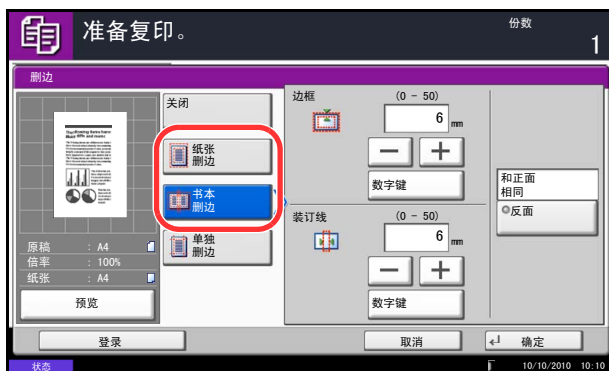 准备复印。
份数
1
删边
关闭
纸张
删边
书本
删边
单独
删边
原稿 : A4
倍率 : 100%
纸张 : A4
预览
边框
(0 - 50)
6 mm
数字键
装订线
(0 - 50)
6 mm
数字键
和正面
相同
反面
登录
取消
确定
状态
10/10/2010 10:10